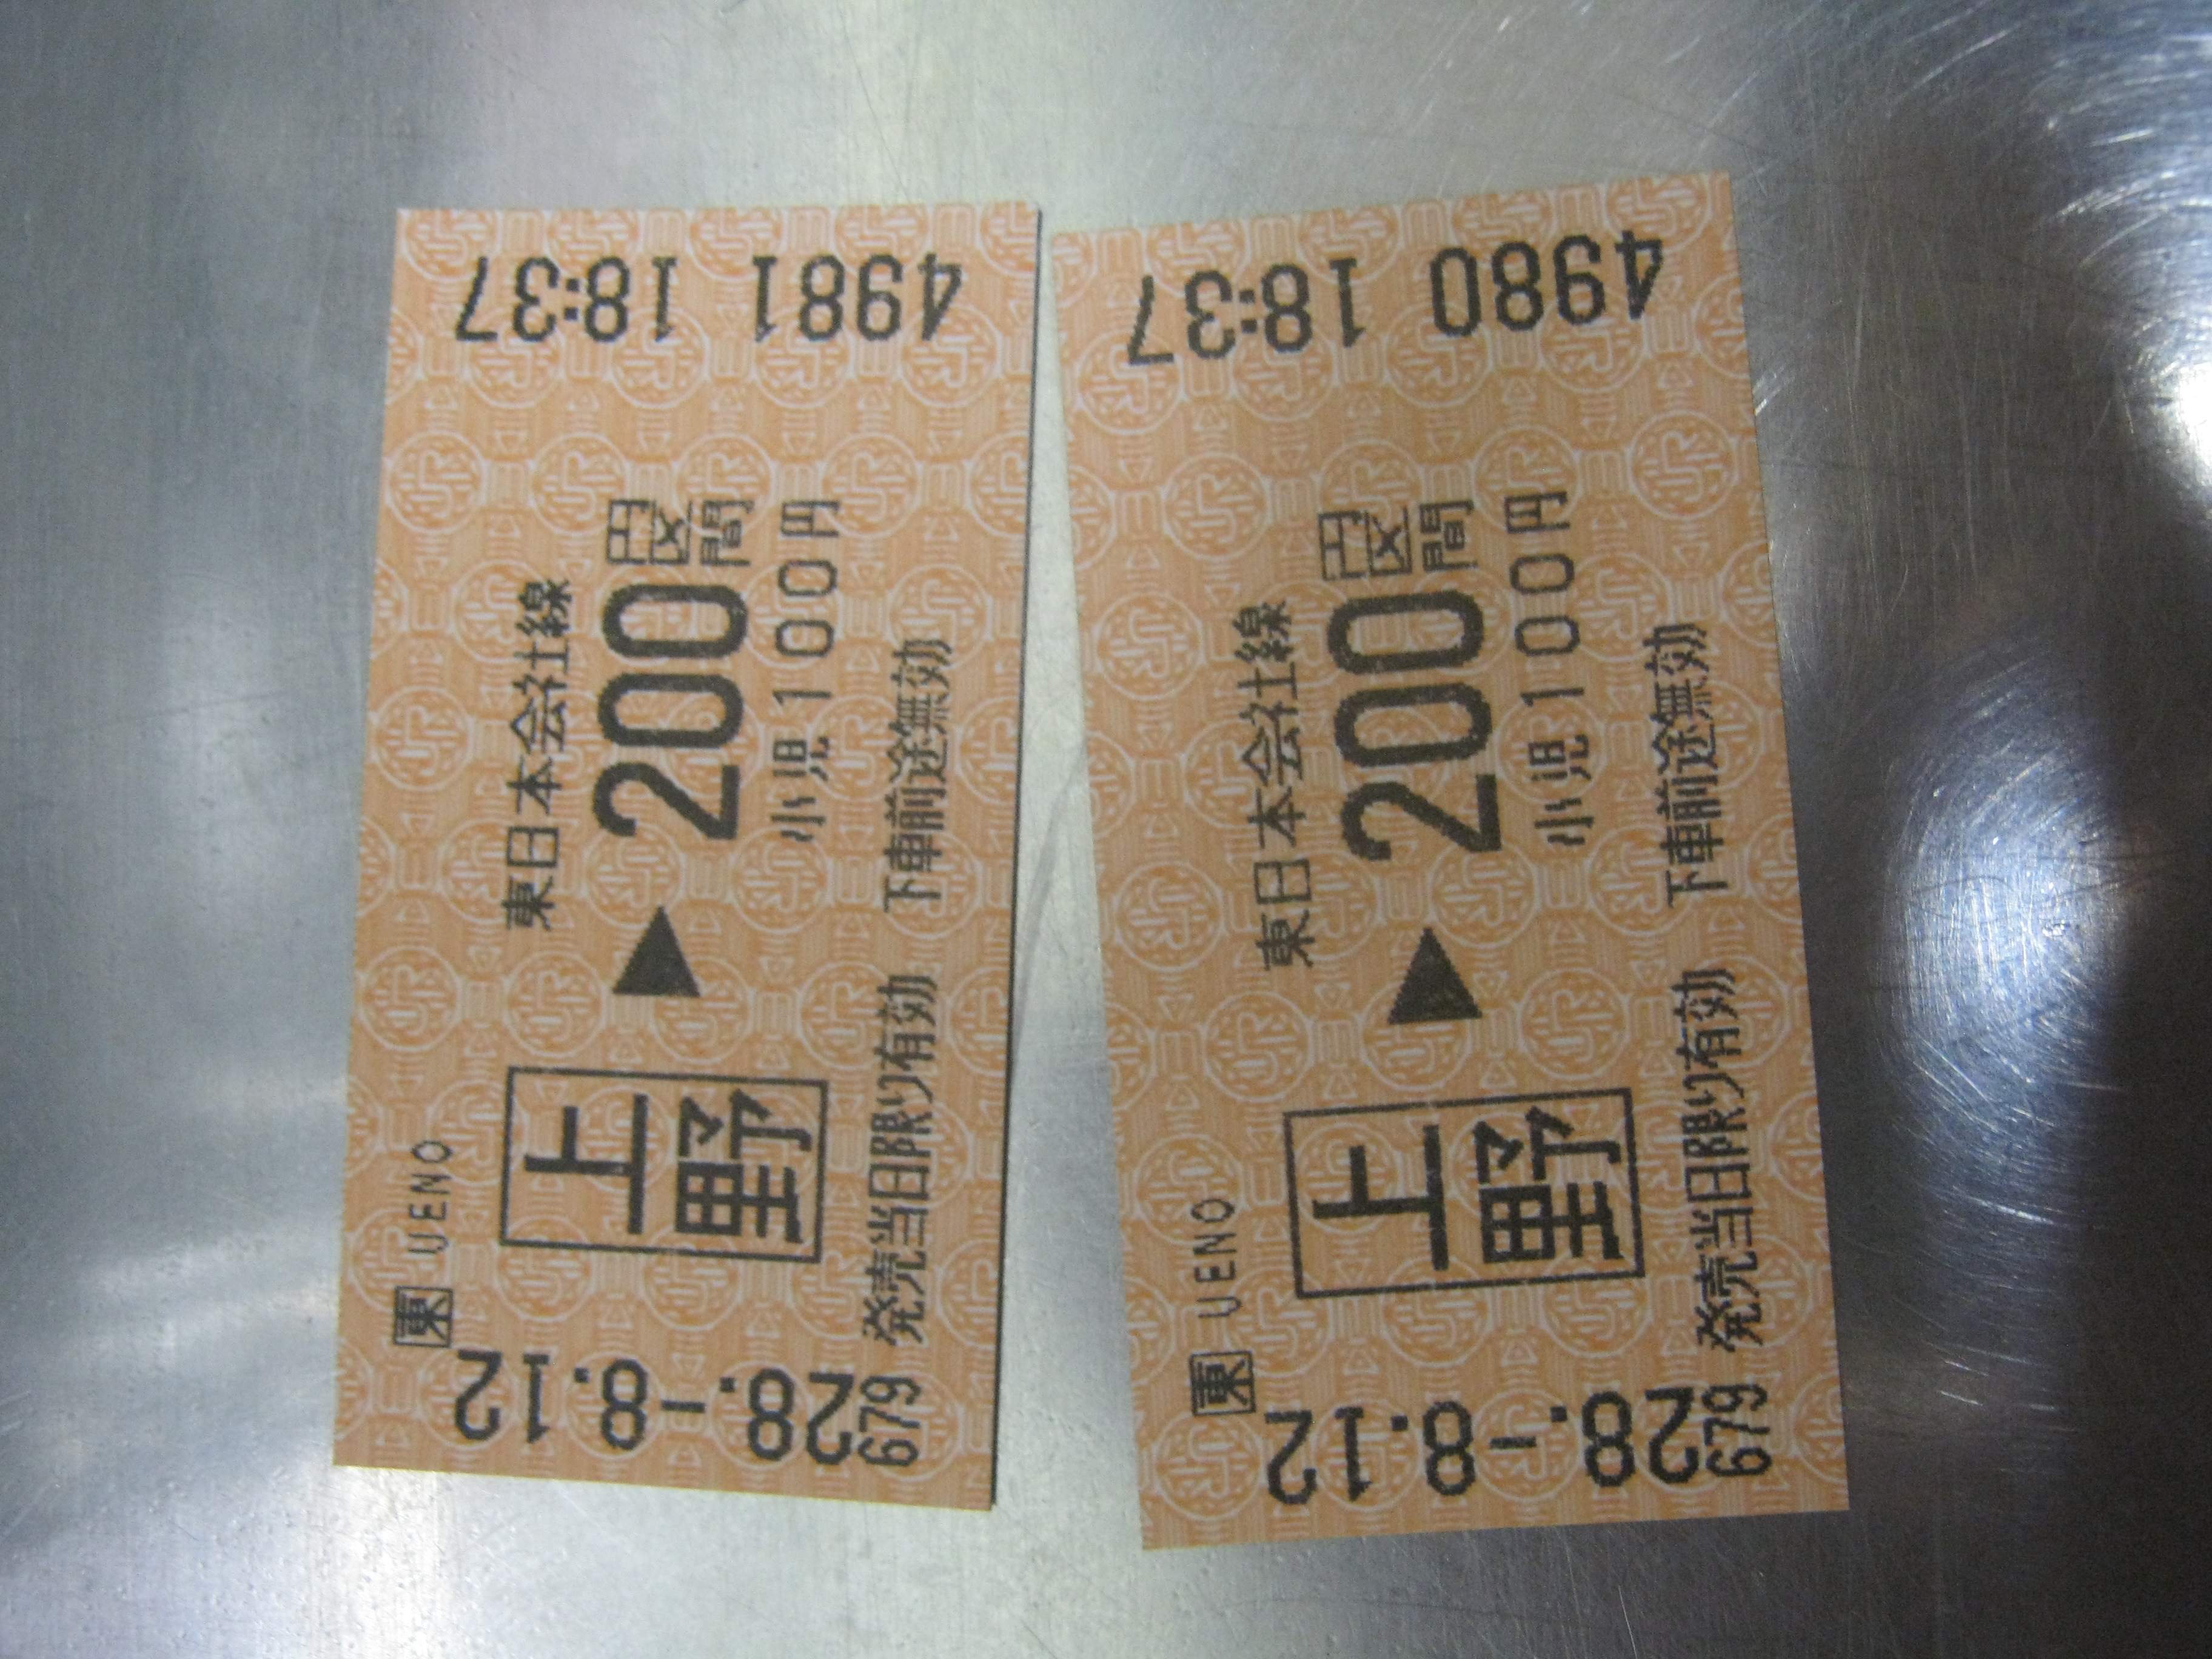 東 UENO
東日本会社線
上野 ▶ 200円区間
小児100円
発売当日限り有効 下車前途無効
679
28.-8.12
4981 18:37
東 UENO
東日本会社線
上野 ▶ 200円区間
小児100円
発売当日限り有効 下車前途無効
679
28.-8.12
4980 18:37